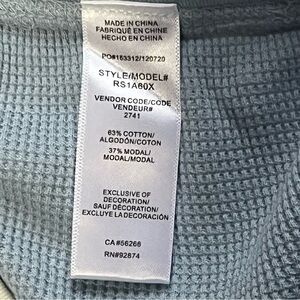 MADE IN CHINA
FABRIQUÉ EN CHINE
HECHO EN CHINA
PO#163312/120720
STYLE/MODEL#
RS1A60X
VENDOR CODE/CODE
VENDEUR#
2741
63% COTTON/
ALGODÓN/COTON
37% MODAL/
MODAL/MODAL
EXCLUSIVE OF
DECORATION/
SAUF DÉCORATION/
EXCLUYE LA DECORACIÓN
CA#56266
RN#92874